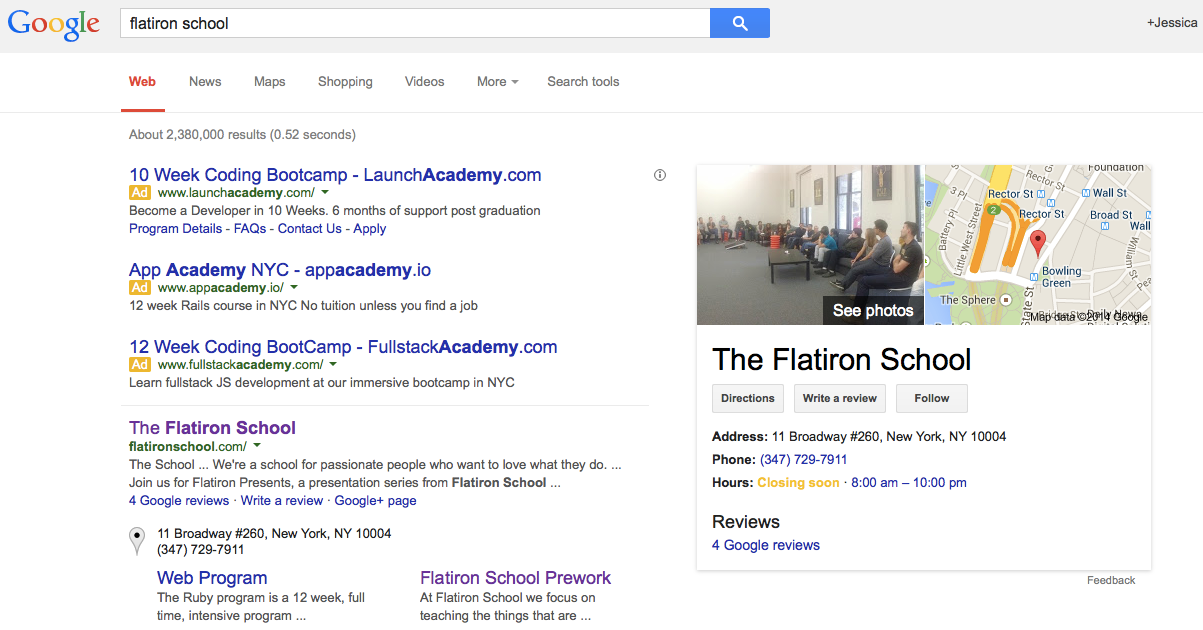 Google
flatiron school
+Jessica
Web News Maps Shopping Videos More Search tools
About 2,380,000 results (0.52 seconds)
10 Week Coding Bootcamp - LaunchAcademy.com
Ad www.launchacademy.com/
Become a Developer in 10 Weeks. 6 months of support post graduation
Program Details - FAQs - Contact Us - Apply
App Academy NYC - appacademy.io
Ad www.appacademy.io/
12 week Rails course in NYC No tuition unless you find a job
12 Week Coding BootCamp - FullstackAcademy.com
Ad www.fullstackacademy.com/
Learn fullstack JS development at our immersive bootcamp in NYC
The Flatiron School
flatironschool.com/
The School ... We're a school for passionate people who want to love what they do. ...
Join us for Flatiron Presents, a presentation series from Flatiron School ...
4 Google reviews · Write a review · Google+ page
11 Broadway #260, New York, NY 10004
(347) 729-7911
Web Program
The Ruby program is a 12 week, full
time, intensive program ...
Flatiron School Prework
At Flatiron School we focus on
teaching the things that are ...
See photos
Foundation
Rector St
3 Pl
Rector St
Wall St
2
Rector St
Broad St
Wall
Battery Pl
Little West Street
William St
Bowling
Green
The Sphere
State St
Map data ©2014 Google
The Flatiron School
Directions Write a review Follow
Address: 11 Broadway #260, New York, NY 10004
Phone: (347) 729-7911
Hours: Closing soon · 8:00 am – 10:00 pm
Reviews
4 Google reviews
Feedback